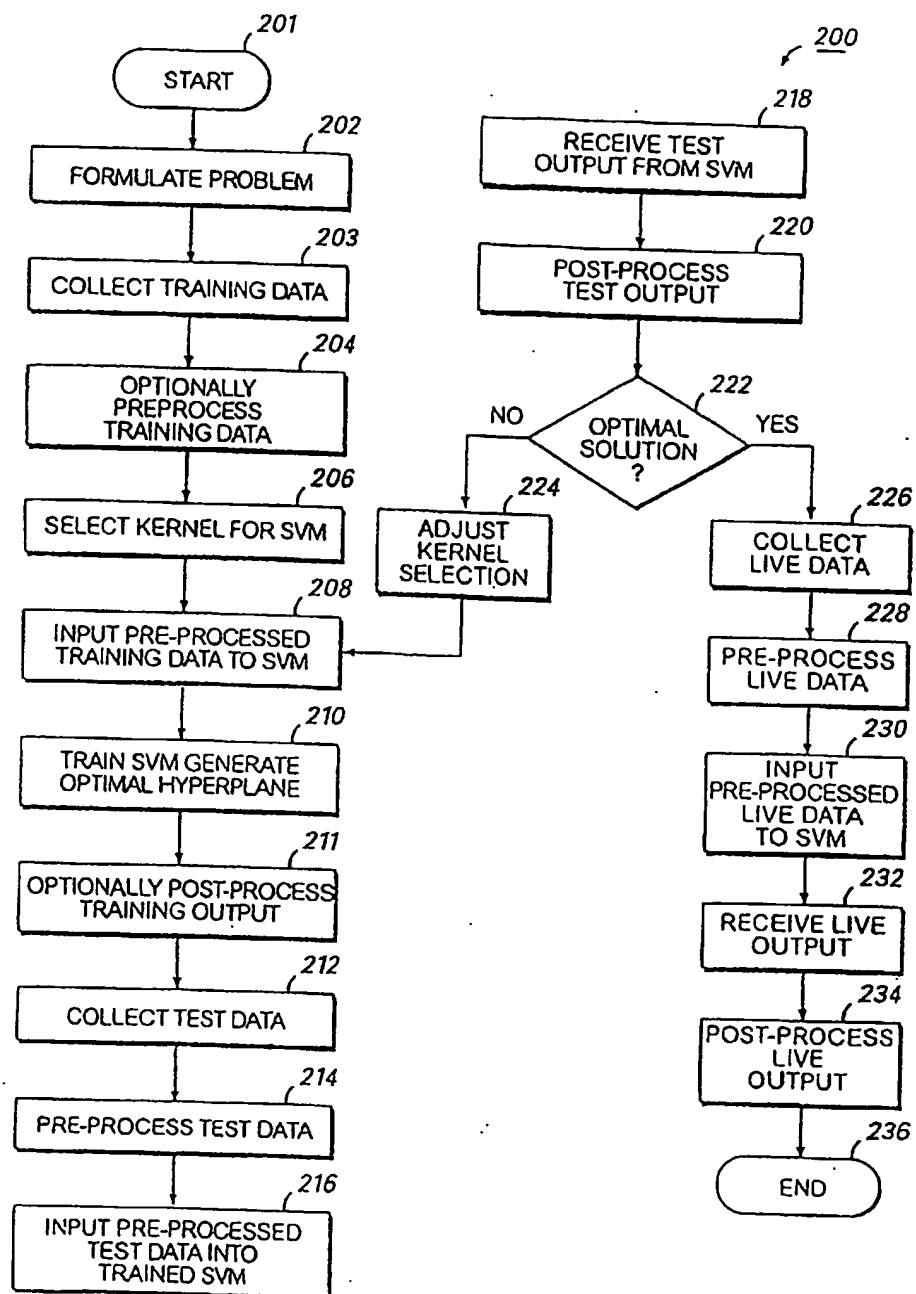 201
START
202
FORMULATE PROBLEM
203
COLLECT TRAINING DATA
204
OPTIONALLY
PREPROCESS
TRAINING DATA
206
SELECT KERNEL FOR SVM
208
INPUT PRE-PROCESSED
TRAINING DATA TO SVM
210
TRAIN SVM GENERATE
OPTIMAL HYPERPLANE
211
OPTIONALLY POST-PROCESS
TRAINING OUTPUT
212
COLLECT TEST DATA
214
PRE-PROCESS TEST DATA
216
INPUT PRE-PROCESSED
TEST DATA INTO
TRAINED SVM
200
218
RECEIVE TEST
OUTPUT FROM SVM
220
POST-PROCESS
TEST OUTPUT
222
OPTIMAL
SOLUTION
?
NO
YES
224
ADJUST
KERNEL
SELECTION
226
COLLECT
LIVE DATA
228
PRE-PROCESS
LIVE DATA
230
INPUT
PRE-PROCESSED
LIVE DATA
TO SVM
232
RECEIVE LIVE
OUTPUT
234
POST-PROCESS
LIVE
OUTPUT
236
END